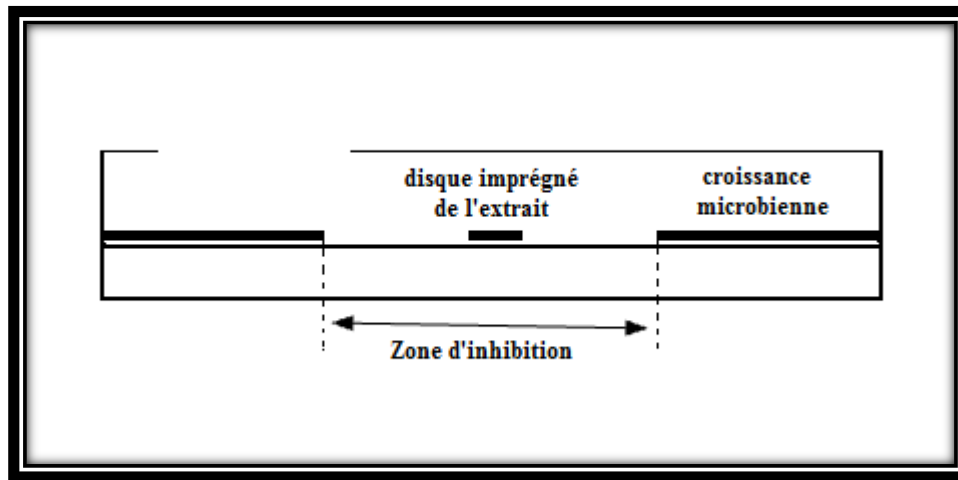 disque imprégné
de l'extrait
croissance
microbienne
Zone d'inhibition